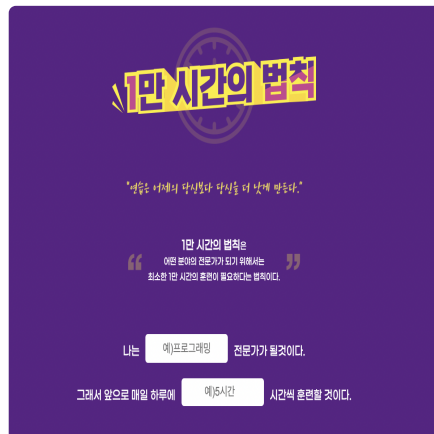 1만 시간의 법칙
"연습은 어제의 당신보다 당신을 더 낫게 만든다."
1만 시간의 법칙은
어떤 분야의 전문가가 되기 위해서는
최소한 1만 시간의 훈련이 필요하다는 법칙이다.
나는 예)프로그래밍 전문가가 될것이다.
그래서 앞으로 매일 하루에 예)5시간 시간씩 훈련할 것이다.